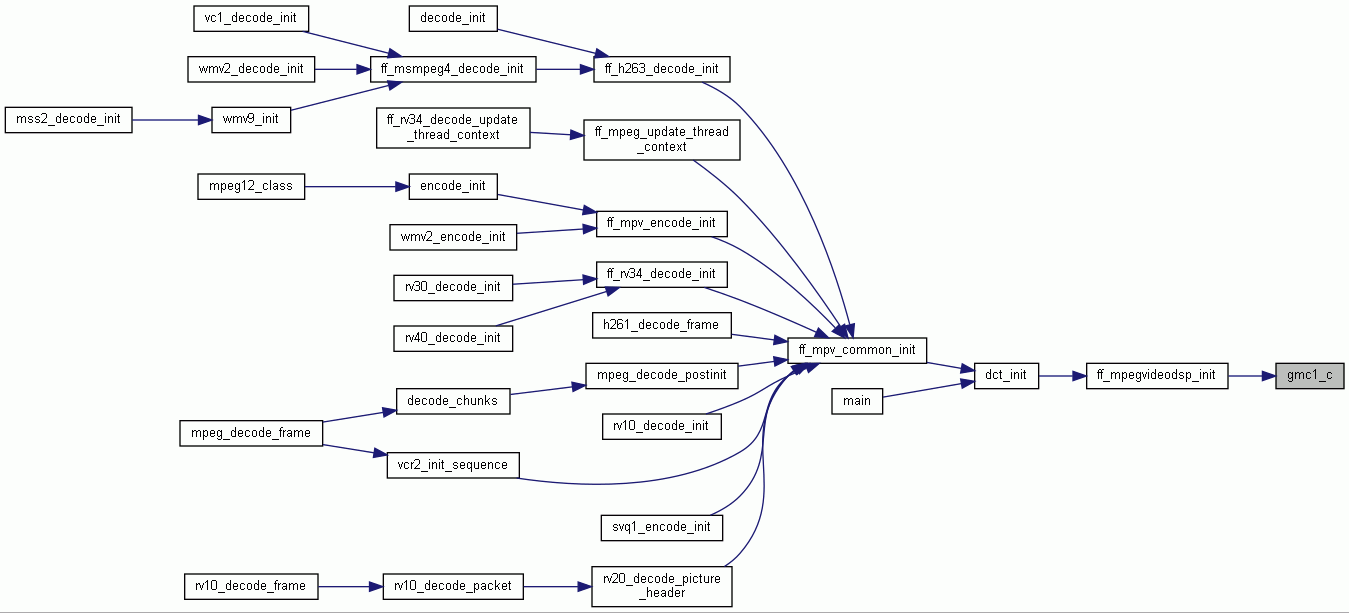 vc1_decode_init
decode_init
wmv2_decode_init
ff_msmpeg4_decode_init
ff_h263_decode_init
mss2_decode_init
wmv9_init
ff_rv34_decode_update
_thread_context
ff_mpeg_update_thread
_context
mpeg12_class
encode_init
ff_mpv_encode_init
wmv2_encode_init
ff_rv34_decode_init
rv30_decode_init
rv40_decode_init
h261_decode_frame
ff_mpv_common_init
mpeg_decode_postinit
dct_init
ff_mpegvideodsp_init
gmc1_c
decode_chunks
main
mpeg_decode_frame
rv10_decode_init
vcr2_init_sequence
svq1_encode_init
rv10_decode_frame
rv10_decode_packet
rv20_decode_picture
_header